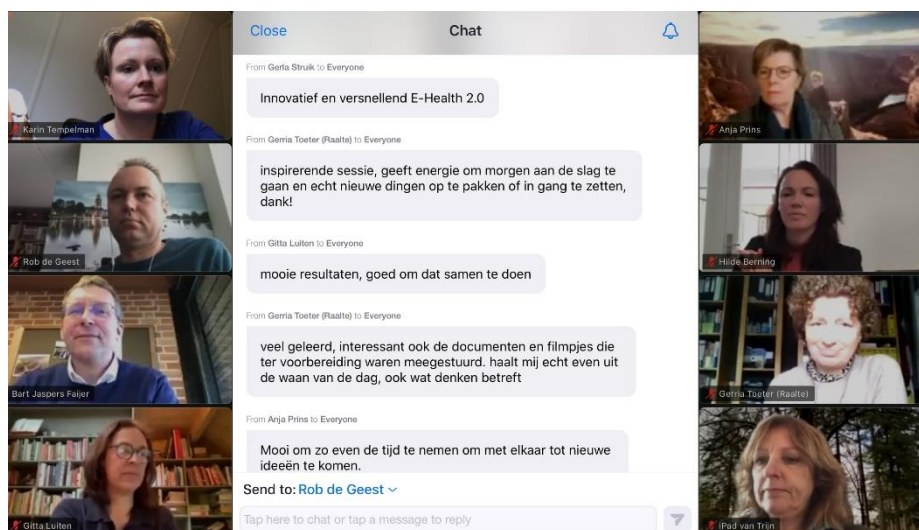 Close
Chat
From Gerla Struik to Everyone
Innovatief en versnellend E-Health 2.0
From Gerria Toeter (Raalte) to Everyone
inspirerende sessie, geeft energie om morgen aan de slag te
gaan en echt nieuwe dingen op te pakken of in gang te zetten,
dank!
From Gitta Luiten to Everyone
mooie resultaten, goed om dat samen te doen
From Gerria Toeter (Raalte) to Everyone
veel geleerd, interessant ook de documenten en filmpjes die
ter voorbereiding waren meegestuurd. haalt mij echt even uit
de waan van de dag, ook wat denken betreft
From Anja Prins to Everyone
Mooi om zo even de tijd te nemen om met elkaar tot nieuwe
ideeën te komen.
Send to: Rob de Geest
Tap here to chat or tap a message to reply
Karin Tempelman
Rob de Geest
Bart Jaspers Faijer
Gitta Luiten
Anja Prins
Hilde Berning
Gerria Toeter (Raalte)
iPad van Trijn